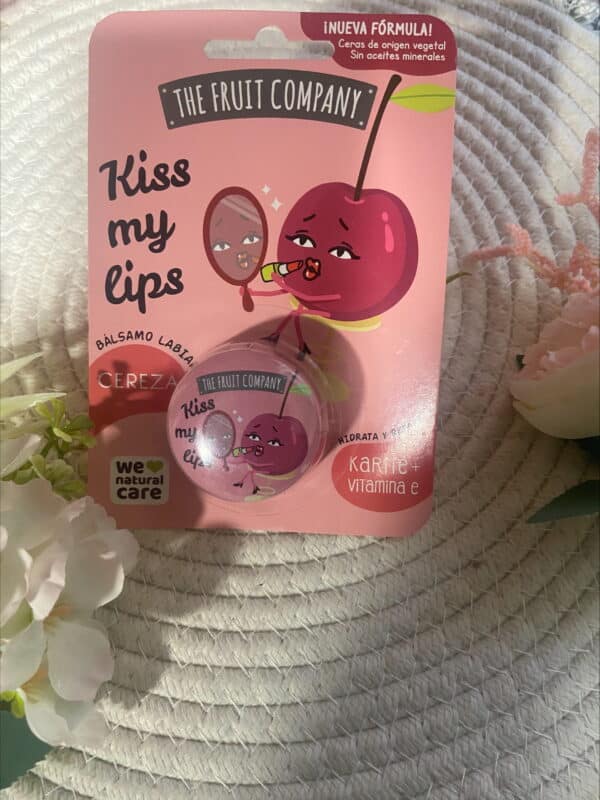 ¡NUEVA FÓRMULA!
Ceras de origen vegetal
Sin aceites minerales
THE FRUIT COMPANY
Kiss
my
lips
BÁLSAMO
CEREZA
THE FRUIT COMPANY
Kiss
my
lips
we
natural
care
HIDRATA Y
KARITÉ +
VITAMINA E